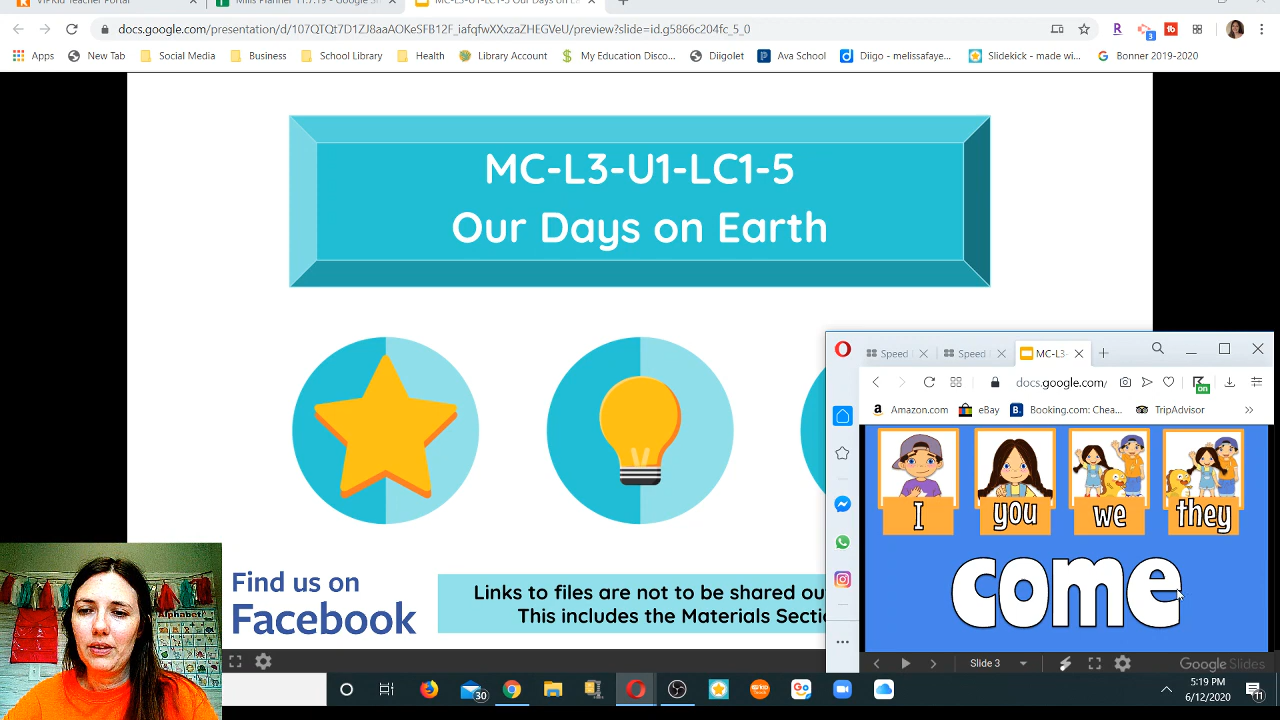 VIPKid Teacher Portal
Mills Planner 11.7.19 - Google Sh
MC-L3-U1-LC1-5 Our Days on E
docs.google.com/presentation/d/107QTQt7D1ZJ8aaAOKeSFB1F_iafrjfwXXxzaZHEGVeU/preview?slide=id.g5866c204fc_5_0
Apps
New Tab
Social Media
Business
School Library
Health
Library Account
My Education Disco...
Diigolet
Ava School
Diigo - melissafaye...
Slidekick - made wi...
Bonner 2019-2020
MC-L3-U1-LC1-5
Our Days on Earth
Speed
Speed
MC-L3-
docs.google.com/
on
Amazon.com
eBay
Booking.com: Chea...
TripAdvisor
»
I
you
we
they
come
Find us on
Facebook
Links to files are not to be shared ou
This includes the Materials Secti
Slide 3
Google Slides
Alphabet
30
5:19 PM
6/12/2020
11